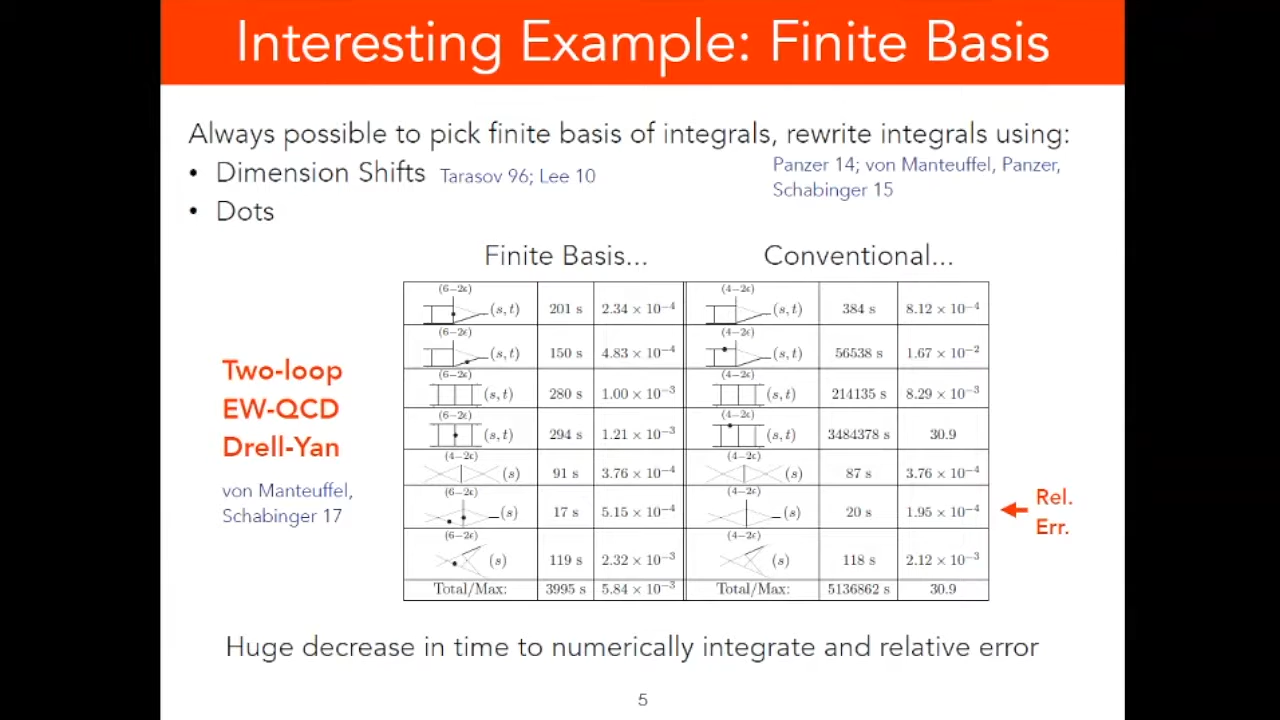 Interesting Example: Finite Basis
Always possible to pick finite basis of integrals, rewrite integrals using:
• Dimension Shifts Tarasov 96; Lee 10
Panzer 14; von Manteuffel, Panzer,
Schabinger 15
• Dots
Finite Basis... Conventional...
(6−2ϵ) (s, t) 201 s 2.34 × 10⁻⁴ (4−2ϵ) (s, t) 384 s 8.12 × 10⁻⁴
(6−2ϵ) (s, t) 150 s 4.83 × 10⁻⁴ (4−2ϵ) (s, t) 56538 s 1.67 × 10⁻²
(6−2ϵ) (s, t) 280 s 1.00 × 10⁻³ (4−2ϵ) (s, t) 214135 s 8.29 × 10⁻³
(6−2ϵ) (s, t) 294 s 1.21 × 10⁻³ (4−2ϵ) (s, t) 3484378 s 30.9
(4−2ϵ) (s) 91 s 3.76 × 10⁻⁴ (4−2ϵ) (s) 87 s 3.76 × 10⁻⁴
(6−2ϵ) (s) 17 s 5.15 × 10⁻⁴ (4−2ϵ) (s) 20 s 1.95 × 10⁻⁴
(6−2ϵ) (s) 119 s 2.32 × 10⁻³ (4−2ϵ) (s) 118 s 2.12 × 10⁻³
Total/Max: 3995 s 5.84 × 10⁻³ Total/Max: 5136862 s 30.9
Two-loop
EW-QCD
Drell-Yan
von Manteuffel,
Schabinger 17
Rel.
Err.
Huge decrease in time to numerically integrate and relative error
5